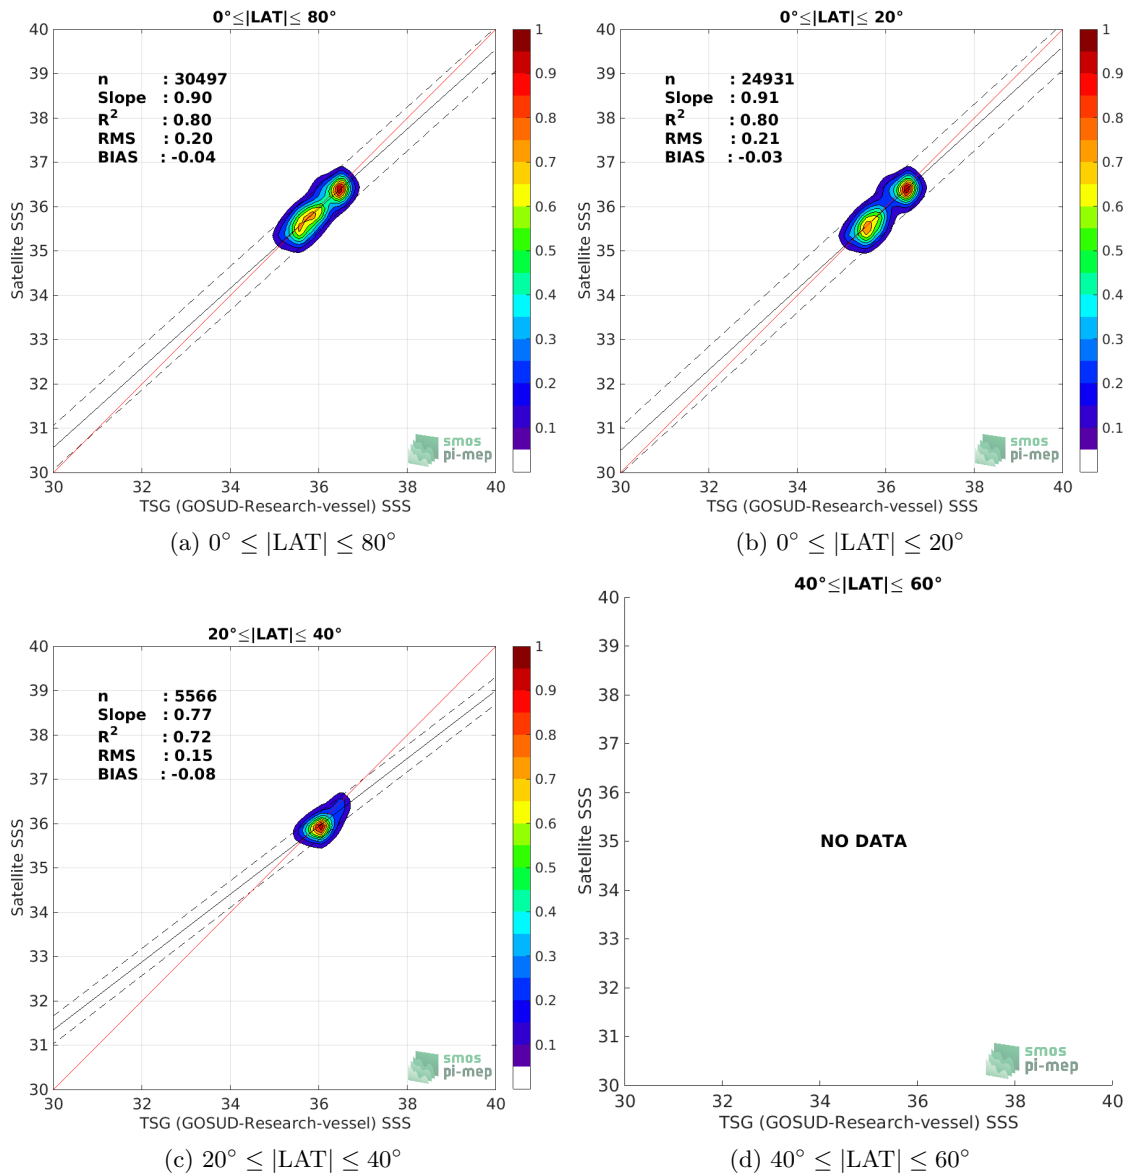 0°≤|LAT|≤ 80°
40
39
38
37
36
35
34
33
32
31
30
30
32
34
36
38
40
Satellite SSS
TSG (GOSUD-Research-vessel) SSS
n : 30497
Slope : 0.90
R² : 0.80
RMS : 0.20
BIAS : -0.04
smos
pi-mep
1
0.9
0.8
0.7
0.6
0.5
0.4
0.3
0.2
0.1
(a) 0° ≤ |LAT| ≤ 80°
0°≤|LAT|≤ 20°
40
39
38
37
36
35
34
33
32
31
30
30
32
34
36
38
40
Satellite SSS
TSG (GOSUD-Research-vessel) SSS
n : 24931
Slope : 0.91
R² : 0.80
RMS : 0.21
BIAS : -0.03
smos
pi-mep
1
0.9
0.8
0.7
0.6
0.5
0.4
0.3
0.2
0.1
(b) 0° ≤ |LAT| ≤ 20°
20°≤|LAT|≤ 40°
40
39
38
37
36
35
34
33
32
31
30
30
32
34
36
38
40
Satellite SSS
TSG (GOSUD-Research-vessel) SSS
n : 5566
Slope : 0.77
R² : 0.72
RMS : 0.15
BIAS : -0.08
smos
pi-mep
1
0.9
0.8
0.7
0.6
0.5
0.4
0.3
0.2
0.1
(c) 20° ≤ |LAT| ≤ 40°
40°≤|LAT|≤ 60°
40
39
38
37
36
35
34
33
32
31
30
30
32
34
36
38
40
Satellite SSS
TSG (GOSUD-Research-vessel) SSS
NO DATA
smos
pi-mep
(d) 40° ≤ |LAT| ≤ 60°